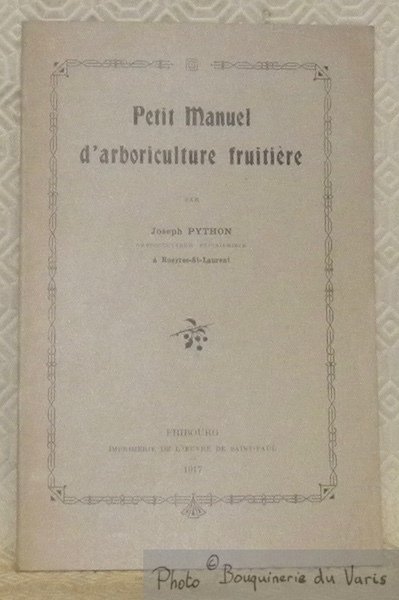 Petit Manuel
d'arboriculture fruitière
PAR
Joseph PYTHON
à Rueyres-St-Laurent
FRIBOURG
IMPRIMERIE DE L'ŒUVRE DE SAINT-PAUL
1917
Photo © Bouquinerie du Varis